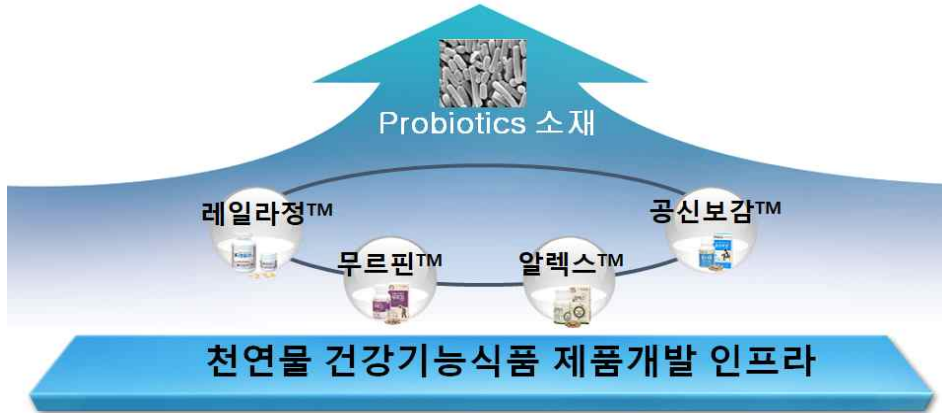 Probiotics 소재
레일라정™
공신보감™
무르핀™
알렉스™
천연물 건강기능식품 제품개발 인프라